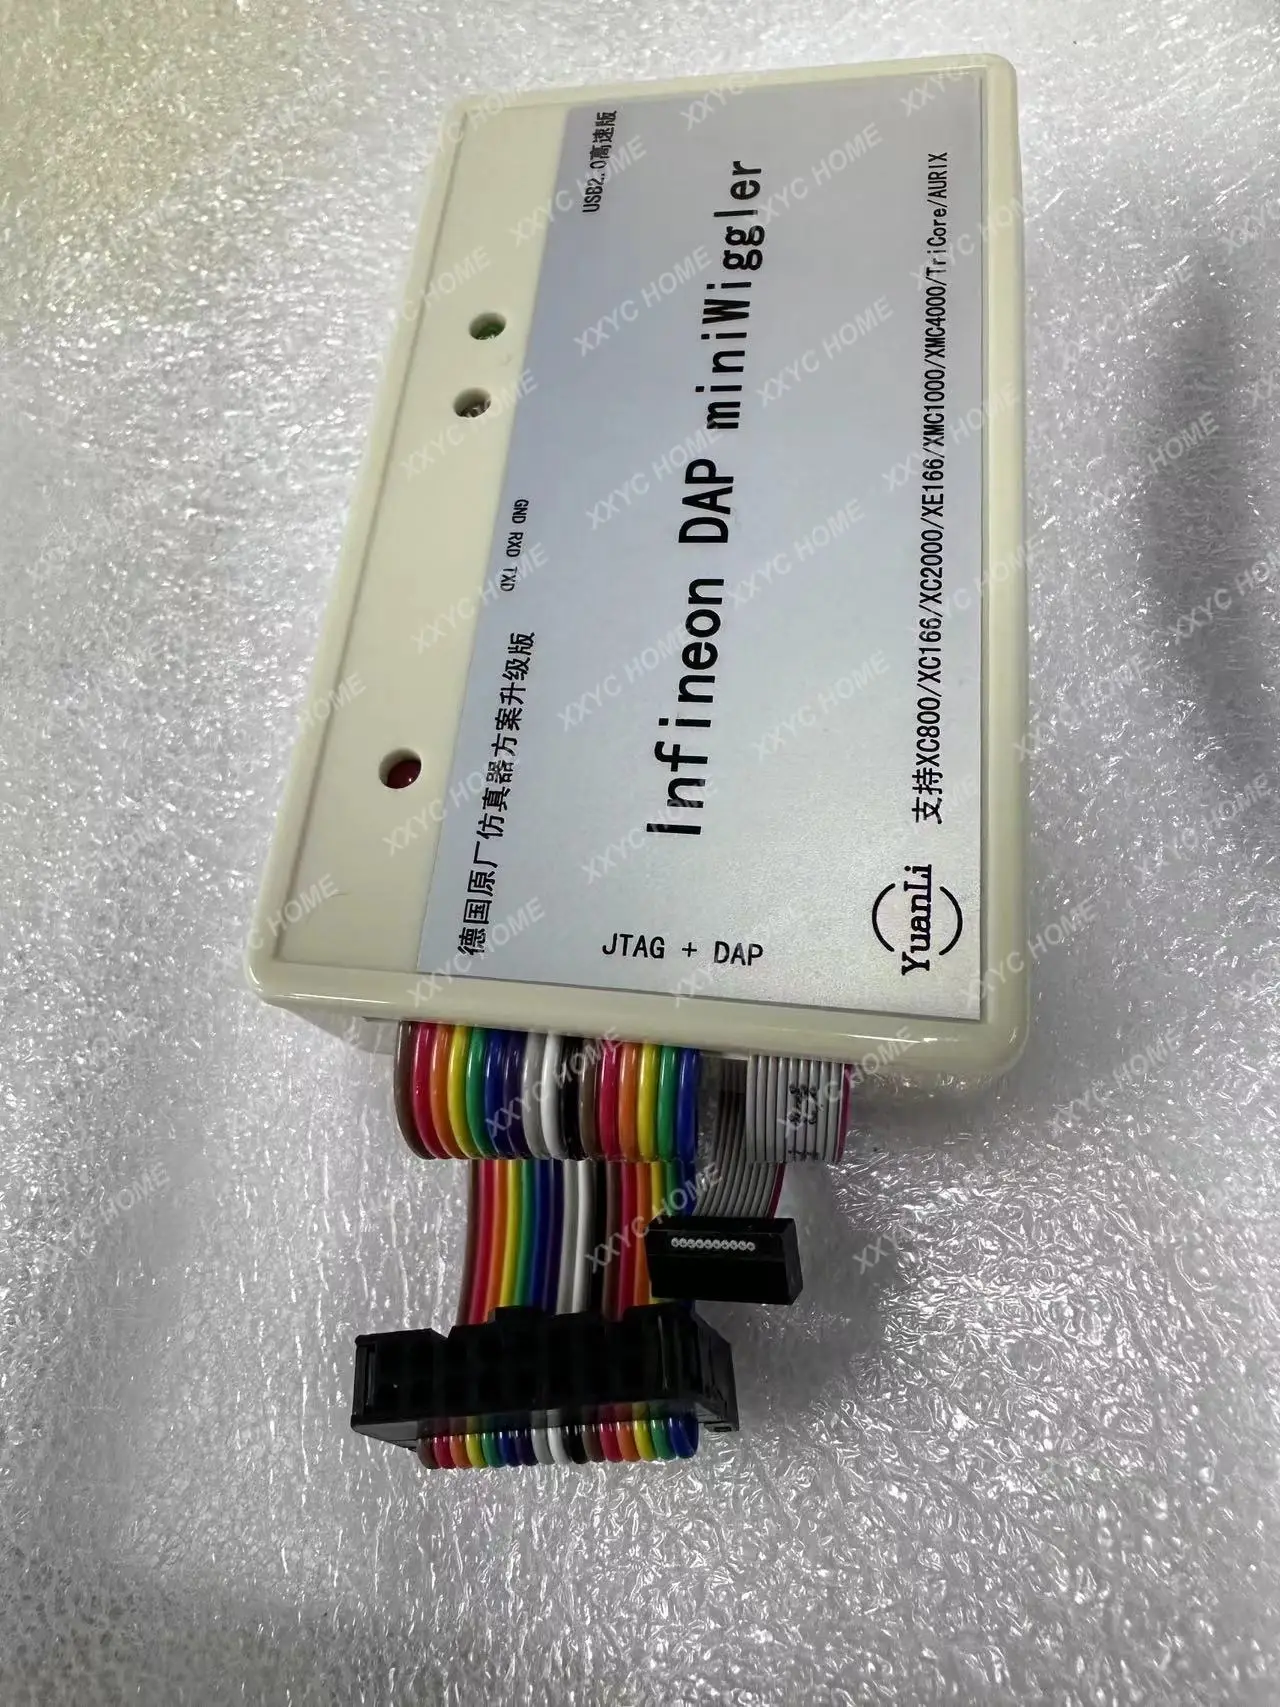 德国原厂仿真器方案升级版
GND RXD TXD
USB2.0高速版
JTAG + DAP
Infineon DAP miniWiggler
YuanLi
支持XC800/XC166/XC2000/XE166/XMC1000/XMC4000/TriCore/AURIX
XXYC HOME